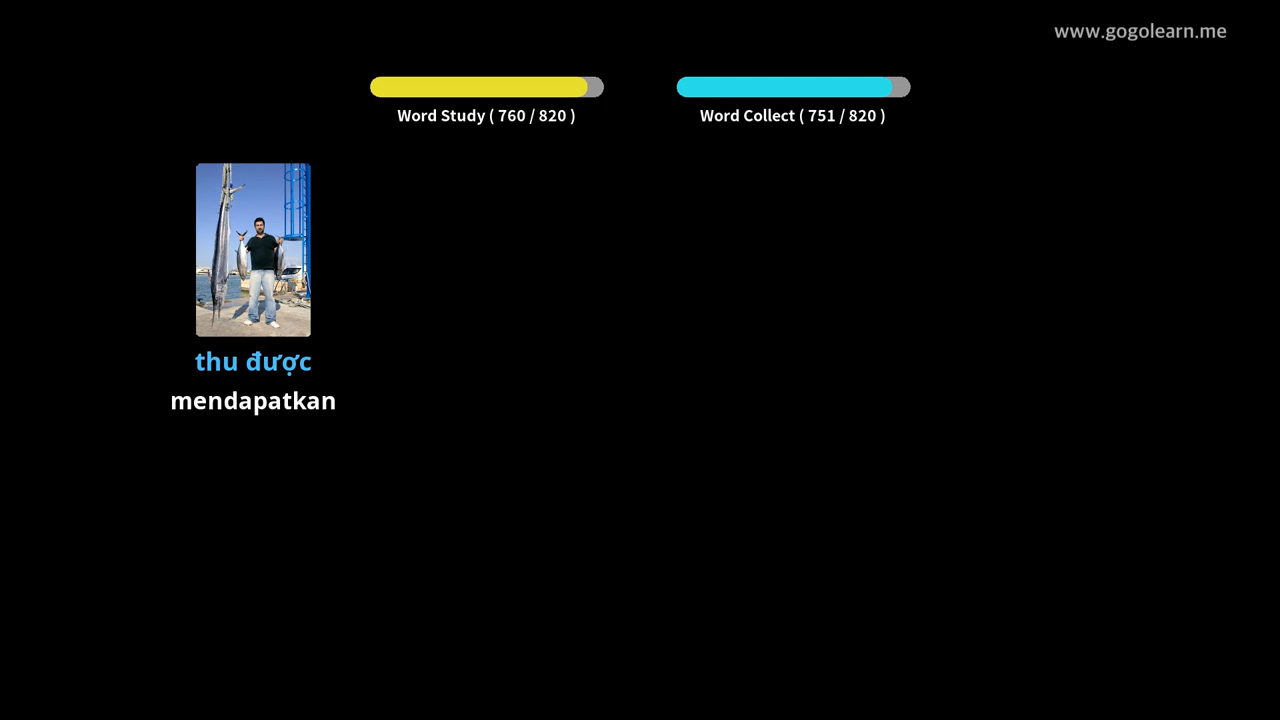 www.gogolearn.me
Word Study ( 760 / 820 )
Word Collect ( 751 / 820 )
thu được
mendapatkan